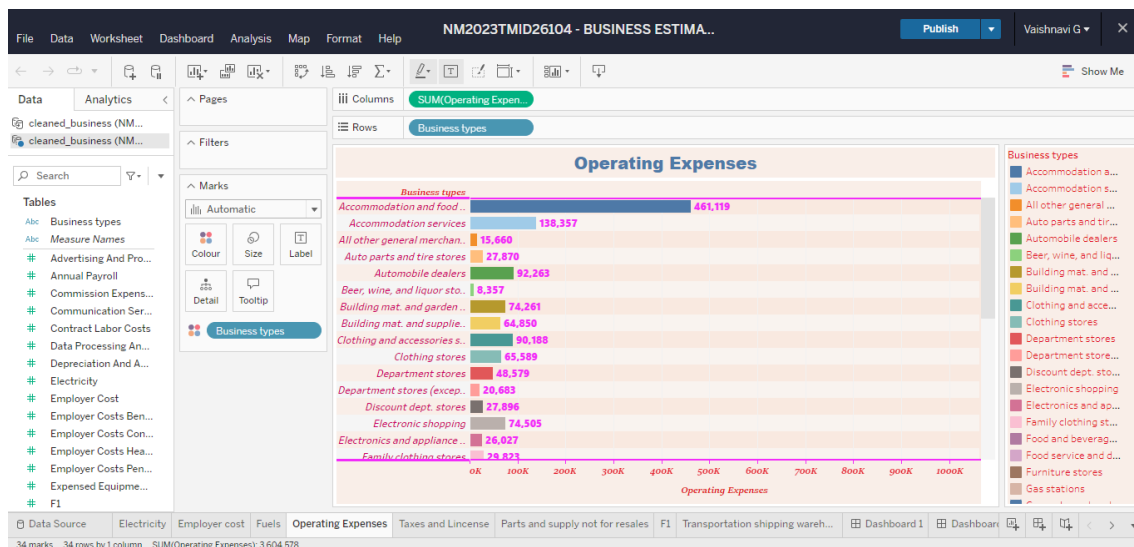 NM2023TMID26104 - BUSINESS ESTIMA...
File Data Worksheet Dashboard Analysis Map Format Help
Publish
Vaishnavi G
Show Me
Data Analytics
cleaned_business (NM...
cleaned_business (NM...
Search
Tables
Abc Business types
Abc Measure Names
Advertising And Pro...
Annual Payroll
Commission Expens...
Communication Ser...
Contract Labor Costs
Data Processing An...
Depreciation And A...
Electricity
Employer Cost
Employer Costs Ben...
Employer Costs Con...
Employer Costs Hea...
Employer Costs Pen...
Expensed Equipme...
F1
Pages
Filters
Marks
Automatic
Colour Size Label
Detail Tooltip
Business types
Columns SUM(Operating Expen...
Rows Business types
Operating Expenses
Business types
Accommodation and food .. 461,119
Accommodation services 138,357
All other general merchan.. 15,660
Auto parts and tire stores 27,870
Automobile dealers 92,263
Beer, wine, and liquor sto.. 8,357
Building mat. and garden .. 74,261
Building mat. and supplie.. 64,850
Clothing and accessories s.. 90,188
Clothing stores 65,589
Department stores 48,579
Department stores (excep.. 20,683
Discount dept. stores 27,896
Electronic shopping 74,505
Electronics and appliance .. 26,027
Family clothing stores 29,823
0K 100K 200K 300K 400K 500K 600K 700K 800K 900K 1000K
Operating Expenses
Business types
Accommodation a...
Accommodation s...
All other general ...
Auto parts and tir...
Automobile dealers
Beer, wine, and liq...
Building mat. and ...
Building mat. and ...
Clothing and acce...
Clothing stores
Department stores
Department store...
Discount dept. sto...
Electronic shopping
Electronics and ap...
Family clothing st...
Food and beverag...
Food service and d...
Furniture stores
Gas stations
Data Source Electricity Employer cost Fuels Operating Expenses Taxes and Lincense Parts and supply not for resales F1 Transportation shipping wareh... Dashboard 1 Dashboar
34 marks 34 rows by 1 column SUM(Operating Expenses): 3,604,578